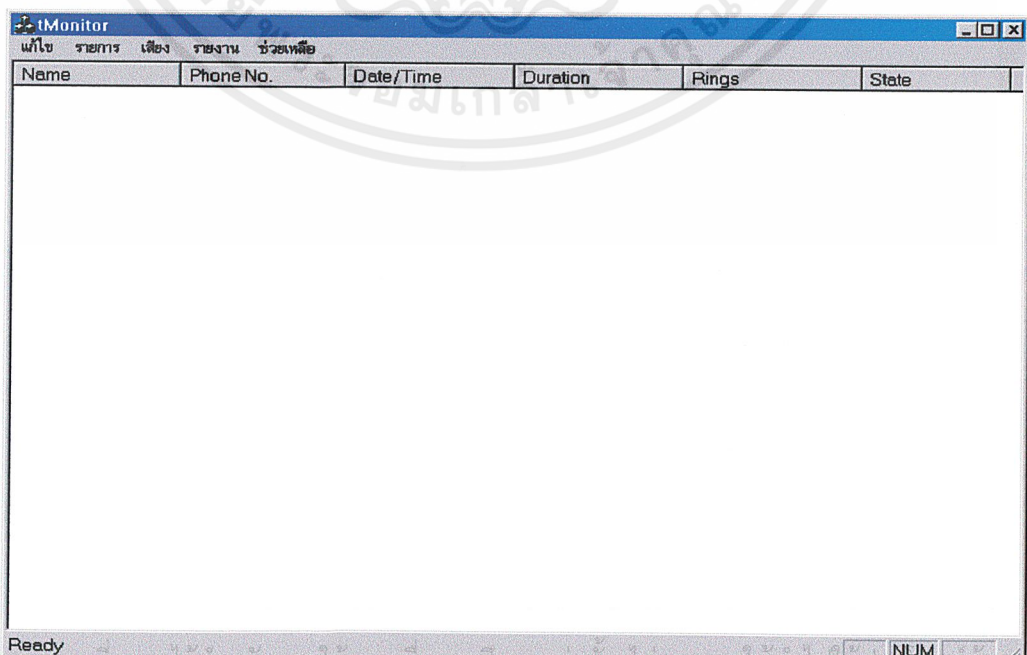 tMonitor
แก้ไข รายการ เสียง รายงาน ช่วยเหลือ
Name Phone No. Date/Time Duration Rings State
Ready NUM